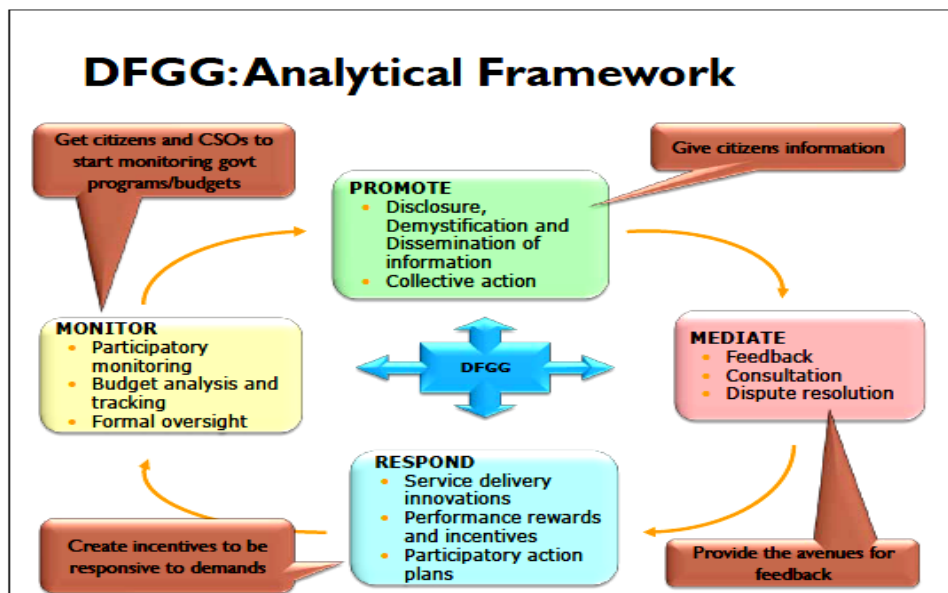 DFGG: Analytical Framework
Get citizens and CSOs to
start monitoring govt
programs/budgets
Give citizens information
PROMOTE
• Disclosure,
Demystification and
Dissemination of
information
• Collective action
MONITOR
• Participatory
monitoring
• Budget analysis and
tracking
• Formal oversight
DFGG
MEDIATE
• Feedback
• Consultation
• Dispute resolution
RESPOND
• Service delivery
innovations
• Performance rewards
and incentives
• Participatory action
plans
Create incentives to be
responsive to demands
Provide the avenues for
feedback